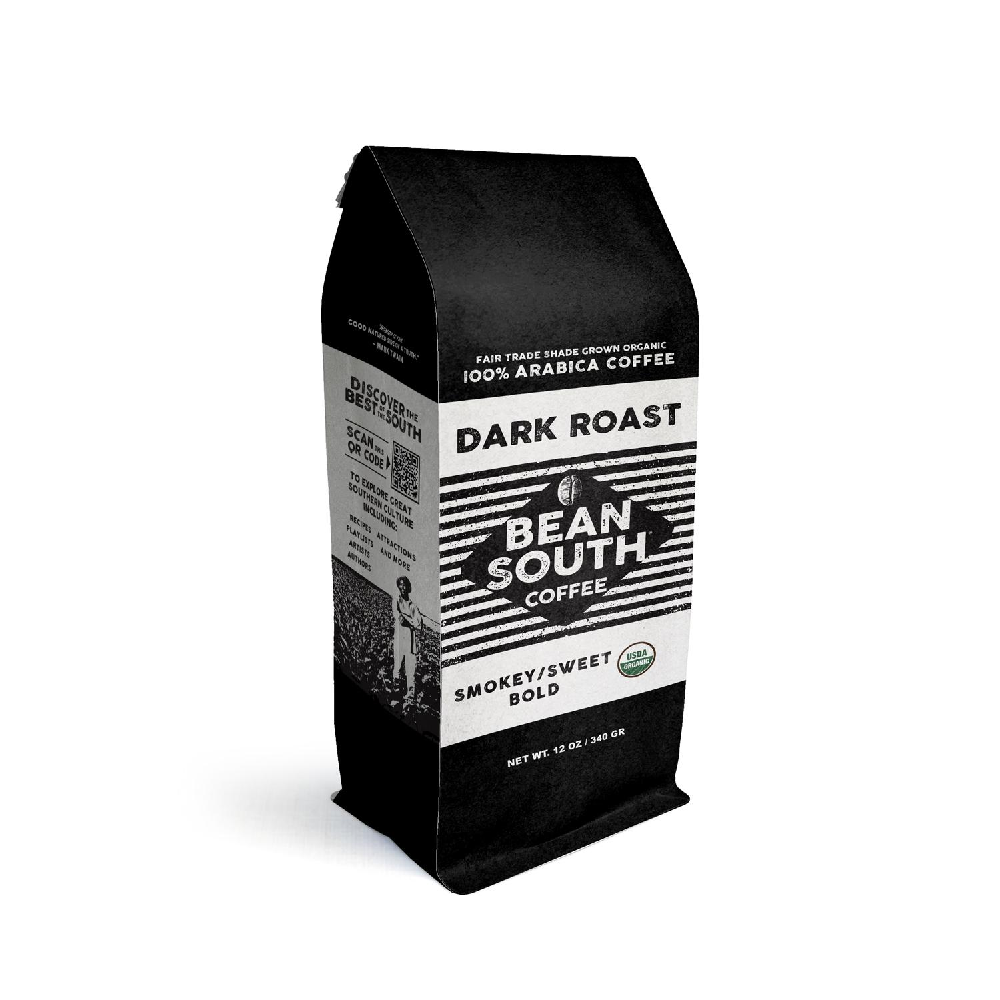 "HUMOR IS THE
GOOD NATURED SIDE OF A TRUTH."
~ MARK TWAIN
DISCOVER THE
BEST OF THE SOUTH
SCAN THIS
QR CODE
TO EXPLORE GREAT
SOUTHERN CULTURE
INCLUDING:
RECIPES
PLAYLISTS
ARTISTS
AUTHORS
ATTRACTIONS
AND MORE
FAIR TRADE SHADE GROWN ORGANIC
100% ARABICA COFFEE
DARK ROAST
BEAN
SOUTH®
COFFEE
SMOKEY/SWEET
BOLD
USDA
ORGANIC
NET WT. 12 OZ / 340 GR